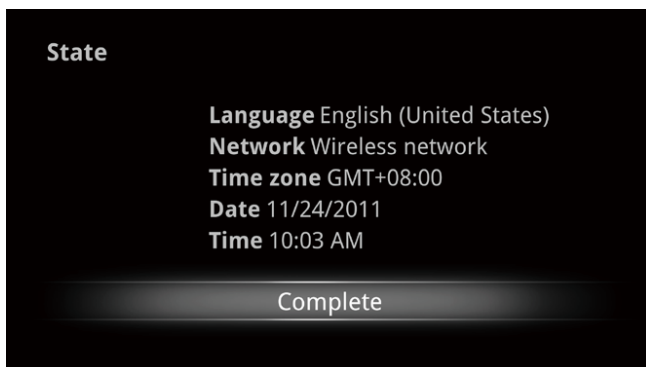 State
Language English (United States)
Network Wireless network
Time zone GMT+08:00
Date 11/24/2011
Time 10:03 AM
Complete